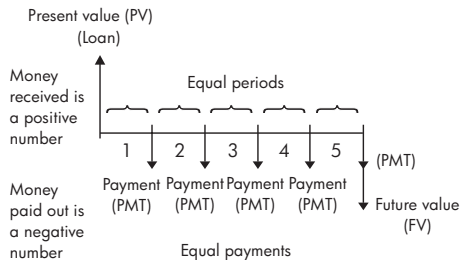 Present value (PV)
(Loan)
Money
received is
a positive
number
Equal periods
1 2 3 4 5
(PMT)
Payment Payment Payment Payment
(PMT) (PMT) (PMT) (PMT)
Future value
(FV)
Money
paid out is
a negative
number
Equal payments